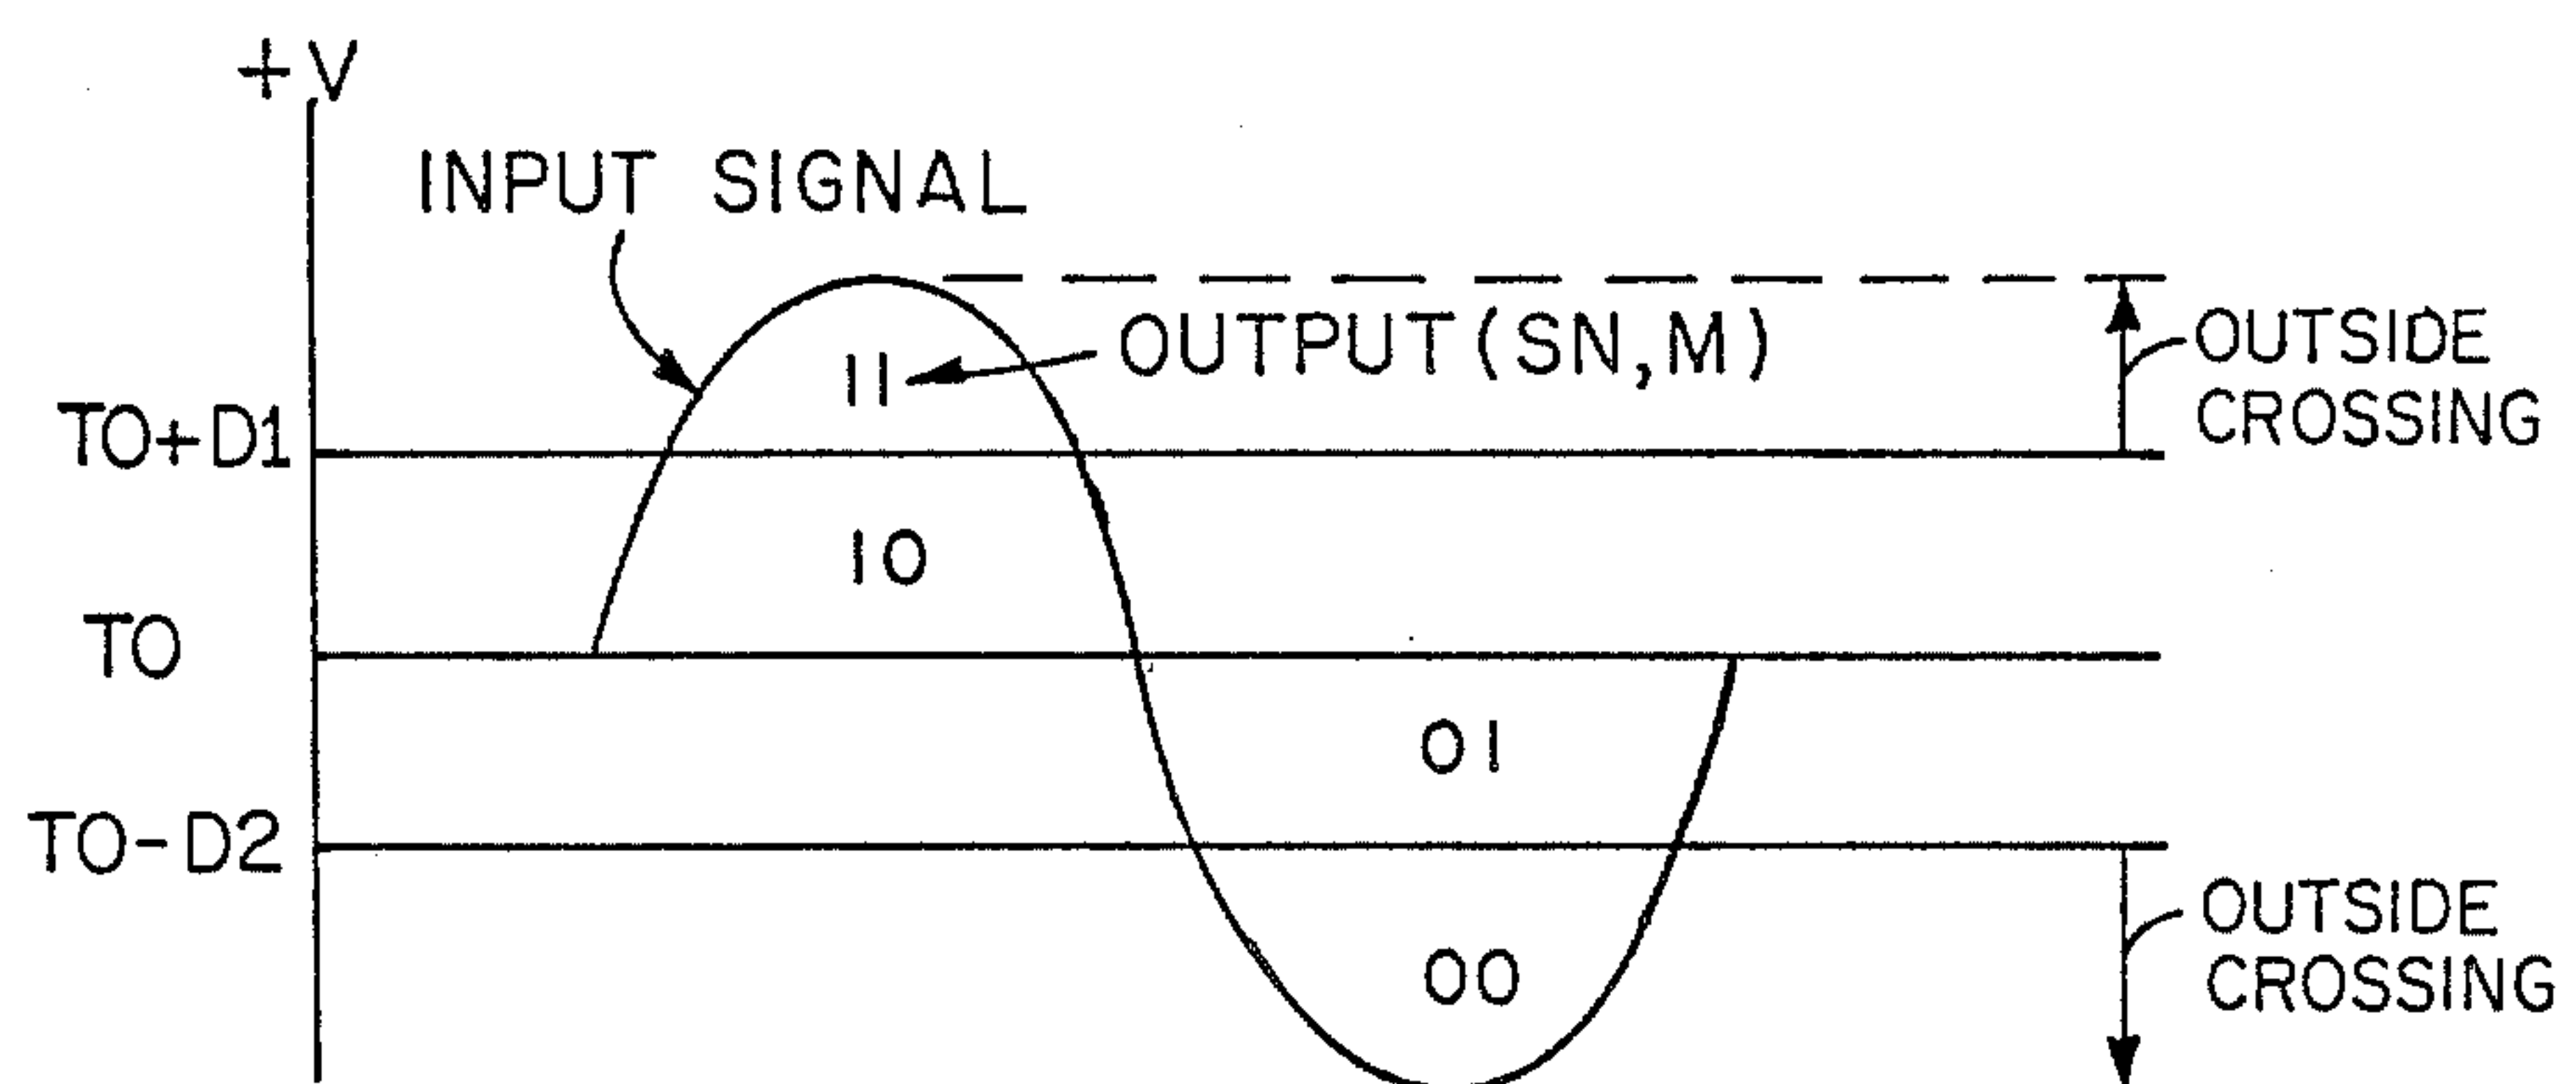 +V
INPUT SIGNAL
OUTPUT(SN,M)
OUTSIDE
CROSSING
11
TO+D1
10
TO
01
TO-D2
OUTSIDE
CROSSING
00